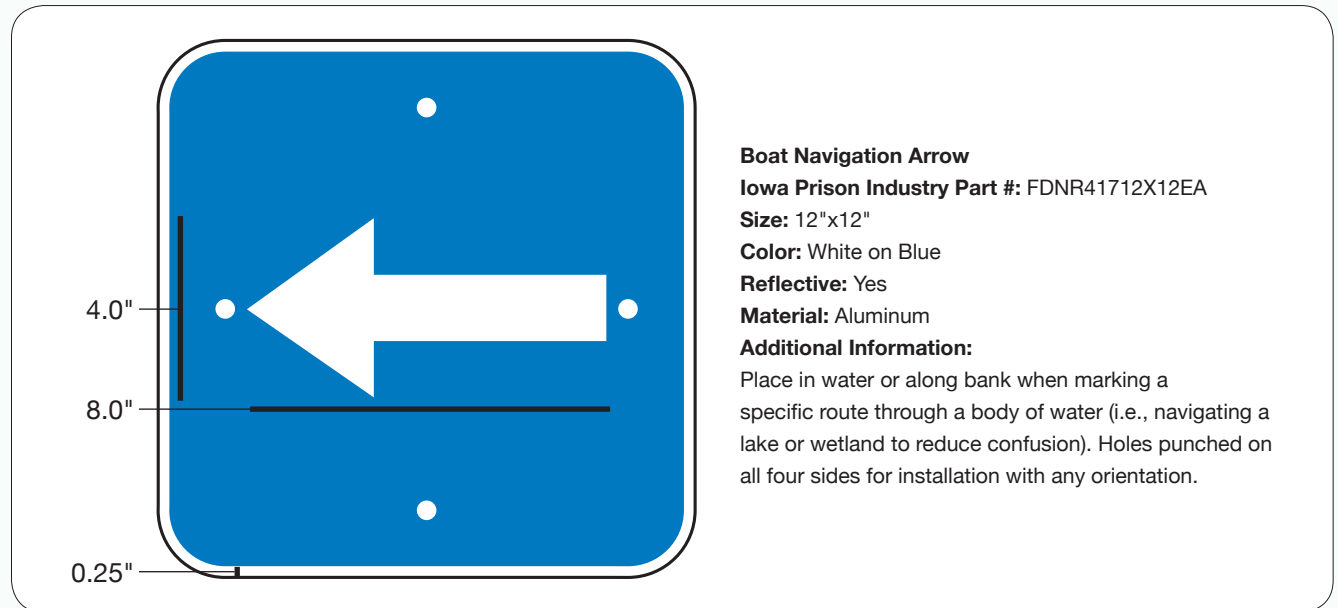 4.0"
8.0"
0.25"
Boat Navigation Arrow
Iowa Prison Industry Part #: FDNR41712X12EA
Size: 12"x12"
Color: White on Blue
Reflective: Yes
Material: Aluminum
Additional Information:
Place in water or along bank when marking a
specific route through a body of water (i.e., navigating a
lake or wetland to reduce confusion). Holes punched on
all four sides for installation with any orientation.